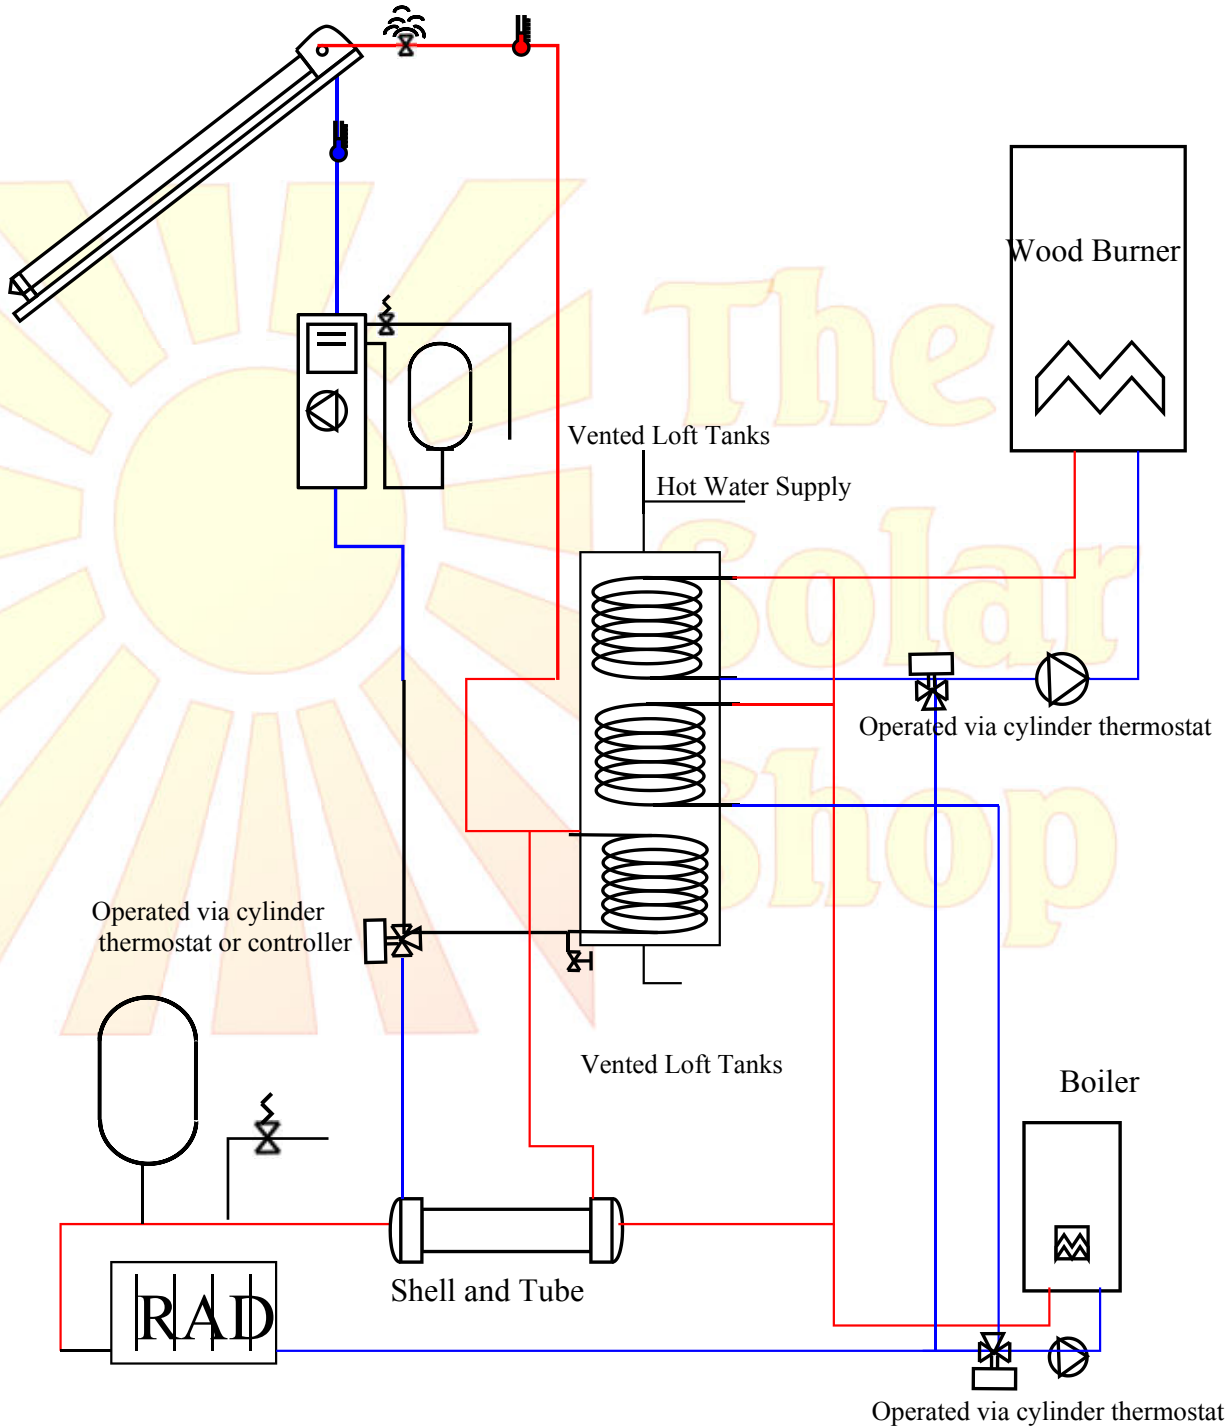 The
Solar
Shop
Wood Burner
Vented Loft Tanks
Hot Water Supply
Operated via cylinder thermostat
Operated via cylinder
thermostat or controller
Vented Loft Tanks
Boiler
Shell and Tube
RAD
Operated via cylinder thermostat